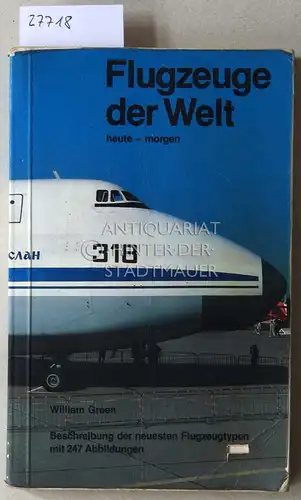 27718
Flugzeuge
der Welt
heute – morgen
слан
318
ANTIQUARIAT
HINTER·DER·
STADTMAUER
William Green
Beschreibung der neuesten Flugzeugtypen
mit 247 Abbildungen